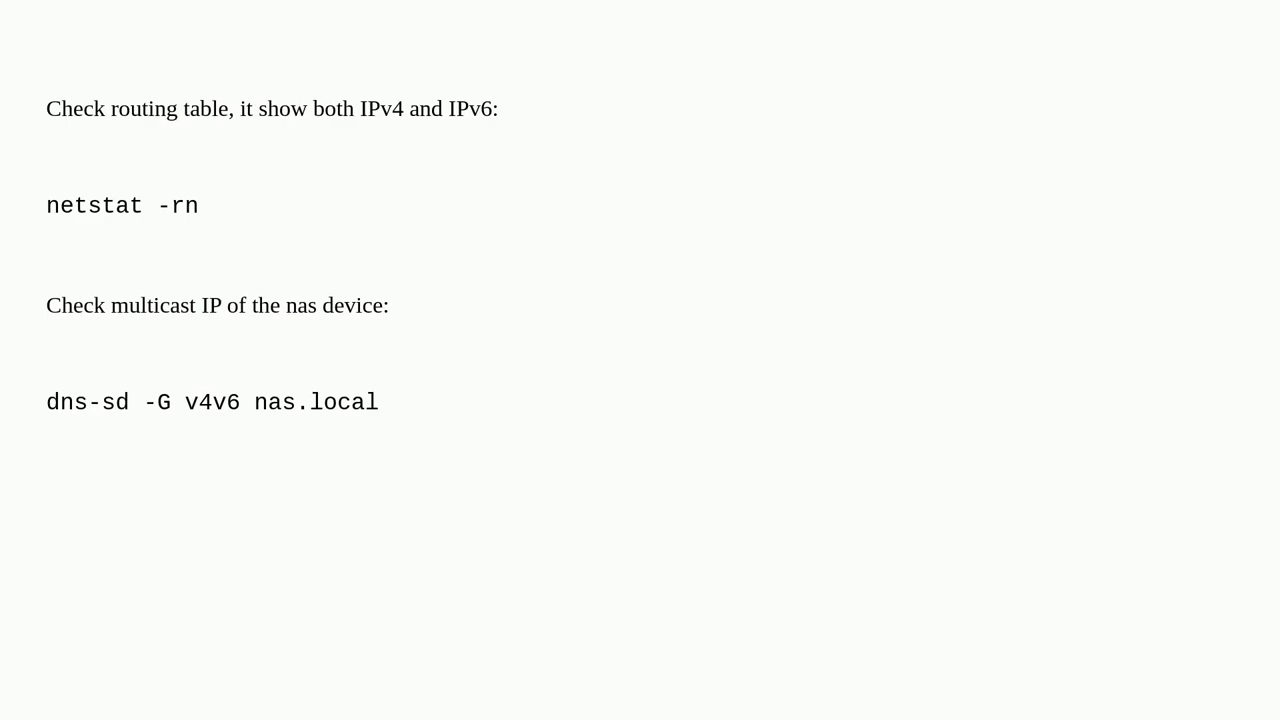 Check routing table, it show both IPv4 and IPv6:
netstat -rn
Check multicast IP of the nas device:
dns-sd -G v4v6 nas.local